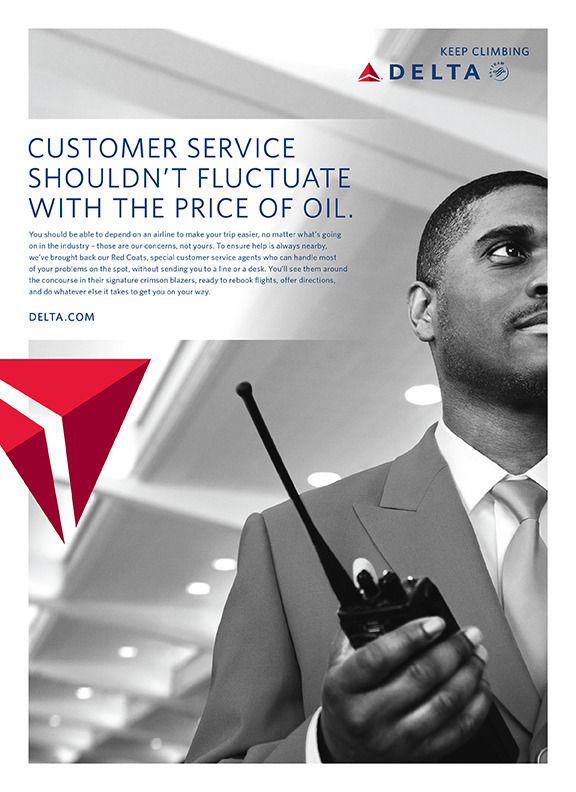 KEEP CLIMBING
DELTA
CUSTOMER SERVICE
SHOULDN'T FLUCTUATE
WITH THE PRICE OF OIL.
You should be able to depend on an airline to make your trip easier, no matter what's going
on in the industry – those are our concerns, not yours. To ensure help is always nearby,
we've brought back our Red Coats, special customer service agents who can handle most
of your problems on the spot, without sending you to a line or a desk. You'll see them around
the concourse in their signature crimson blazers, ready to rebook flights, offer directions,
and do whatever else it takes to get you on your way.
DELTA.COM